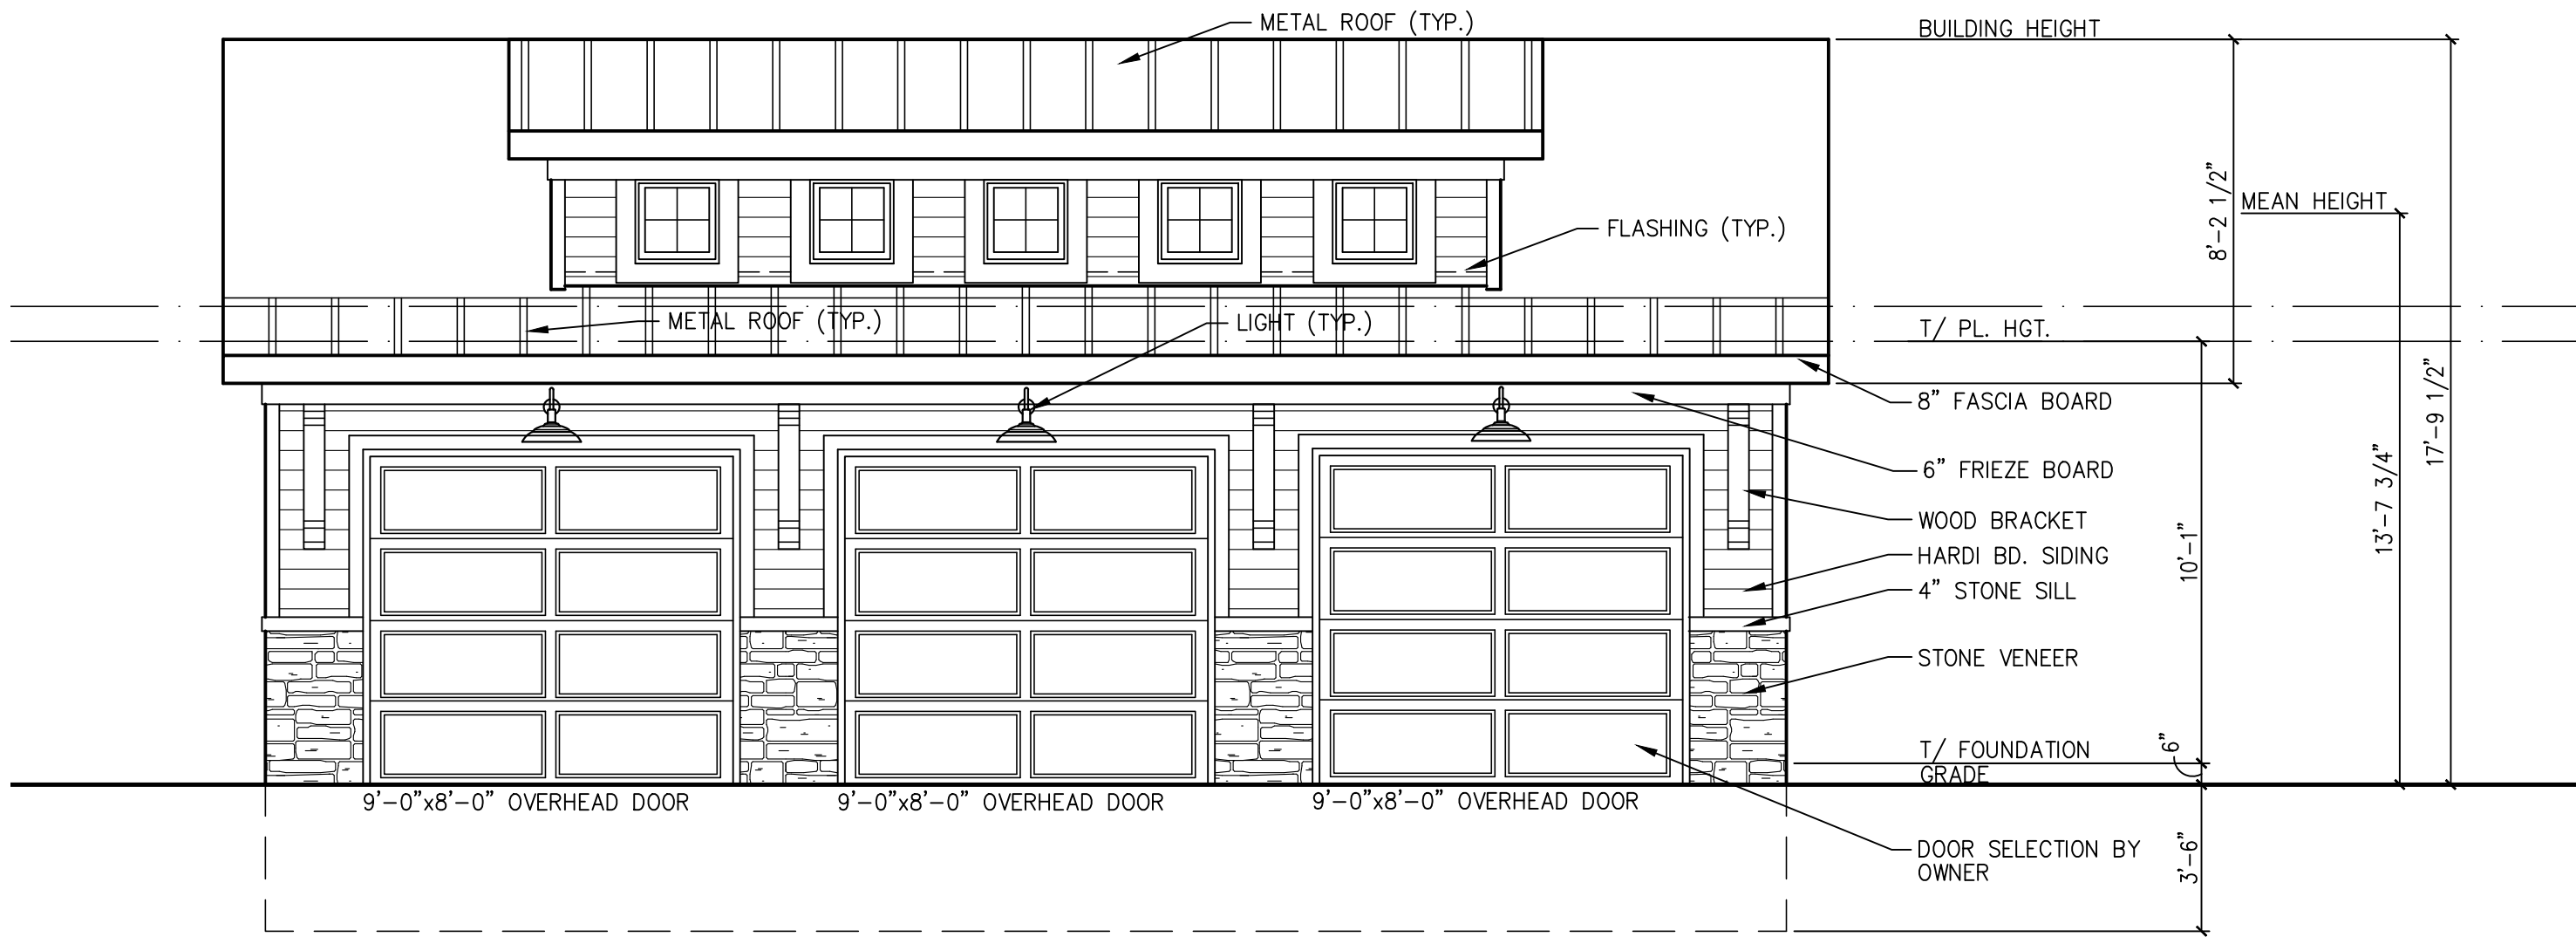 METAL ROOF (TYP.)
BUILDING HEIGHT
8'-2 1/2"
MEAN HEIGHT
FLASHING (TYP.)
METAL ROOF (TYP.)
LIGHT (TYP.)
T/ PL. HGT.
8" FASCIA BOARD
17'-9 1/2"
6" FRIEZE BOARD
13'-7 3/4"
WOOD BRACKET
10'-1"
HARDI BD. SIDING
4" STONE SILL
STONE VENEER
T/ FOUNDATION
6"
GRADE
9'-0"x8'-0" OVERHEAD DOOR
9'-0"x8'-0" OVERHEAD DOOR
9'-0"x8'-0" OVERHEAD DOOR
DOOR SELECTION BY
OWNER
3'-6"